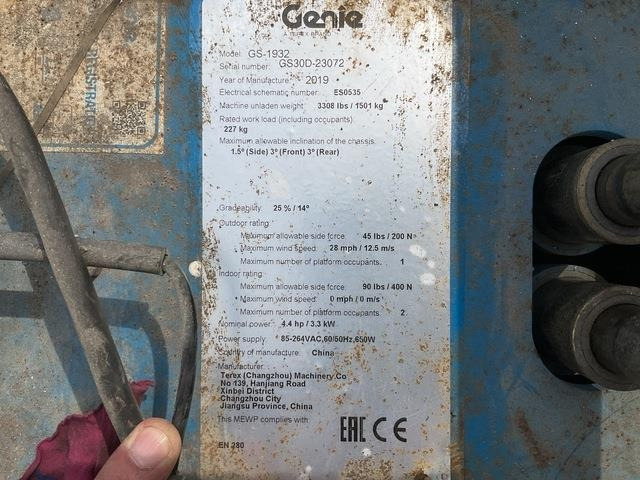 Genie
A TEREX BRAND
Model: GS-1932
Serial number: GS30D-23072
Year of Manufacture: 2019
Electrical schematic number: ES0535
Machine unladen weight: 3308 lbs / 1501 kg
Rated work load (including occupants):
227 kg
Maximum allowable inclination of the chassis:
1.5º (Side) 3º (Front) 3º (Rear)
Gradeability: 25 % / 14º
Outdoor rating:
Maximum allowable side force: 45 lbs / 200 N
Maximum wind speed: 28 mph / 12.5 m/s
Maximum number of platform occupants: 1
Indoor rating:
Maximum allowable side force: 90 lbs / 400 N
Maximum wind speed: 0 mph / 0 m/s
Maximum number of platform occupants: 2
Nominal power: 4.4 hp / 3.3 kW
Power supply: 85-264VAC,60/50Hz,650W
Country of manufacture: China
Manufacturer:
Terex (Changzhou) Machinery Co
No 139, Hanjiang Road
Xinbei District
Changzhou City
Jiangsu Province, China
This MEWP complies with:
EAC CE
EN 280